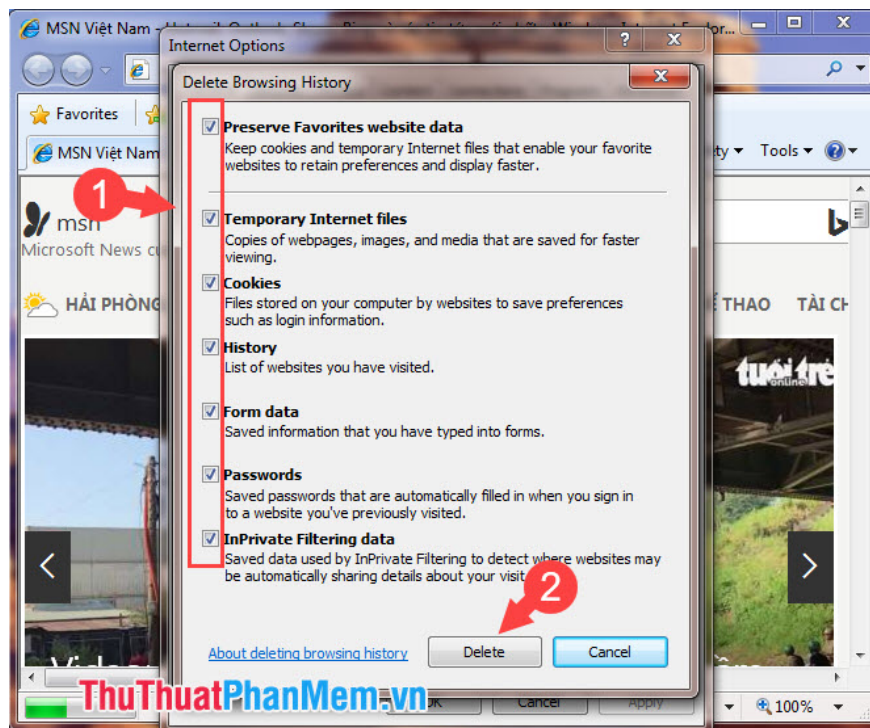 MSN Việt Nam -
Internet Options
Delete Browsing History
Favorites
MSN Việt Nam
Tools
Preserve Favorites website data
Keep cookies and temporary Internet files that enable your favorite
websites to retain preferences and display faster.
1
msn
Microsoft News
Temporary Internet files
Copies of webpages, images, and media that are saved for faster
viewing.
Cookies
Files stored on your computer by websites to save preferences
such as login information.
HẢI PHÒNG
THAO
TÀI CH
History
List of websites you have visited.
tuổi trẻ
online
Form data
Saved information that you have typed into forms.
Passwords
Saved passwords that are automatically filled in when you sign in
to a website you've previously visited.
InPrivate Filtering data
Saved data used by InPrivate Filtering to detect where websites may
be automatically sharing details about your visit
2
About deleting browsing history
Delete
Cancel
ThuThuatPhanMem.vn
OK
Cancel
Apply
100%